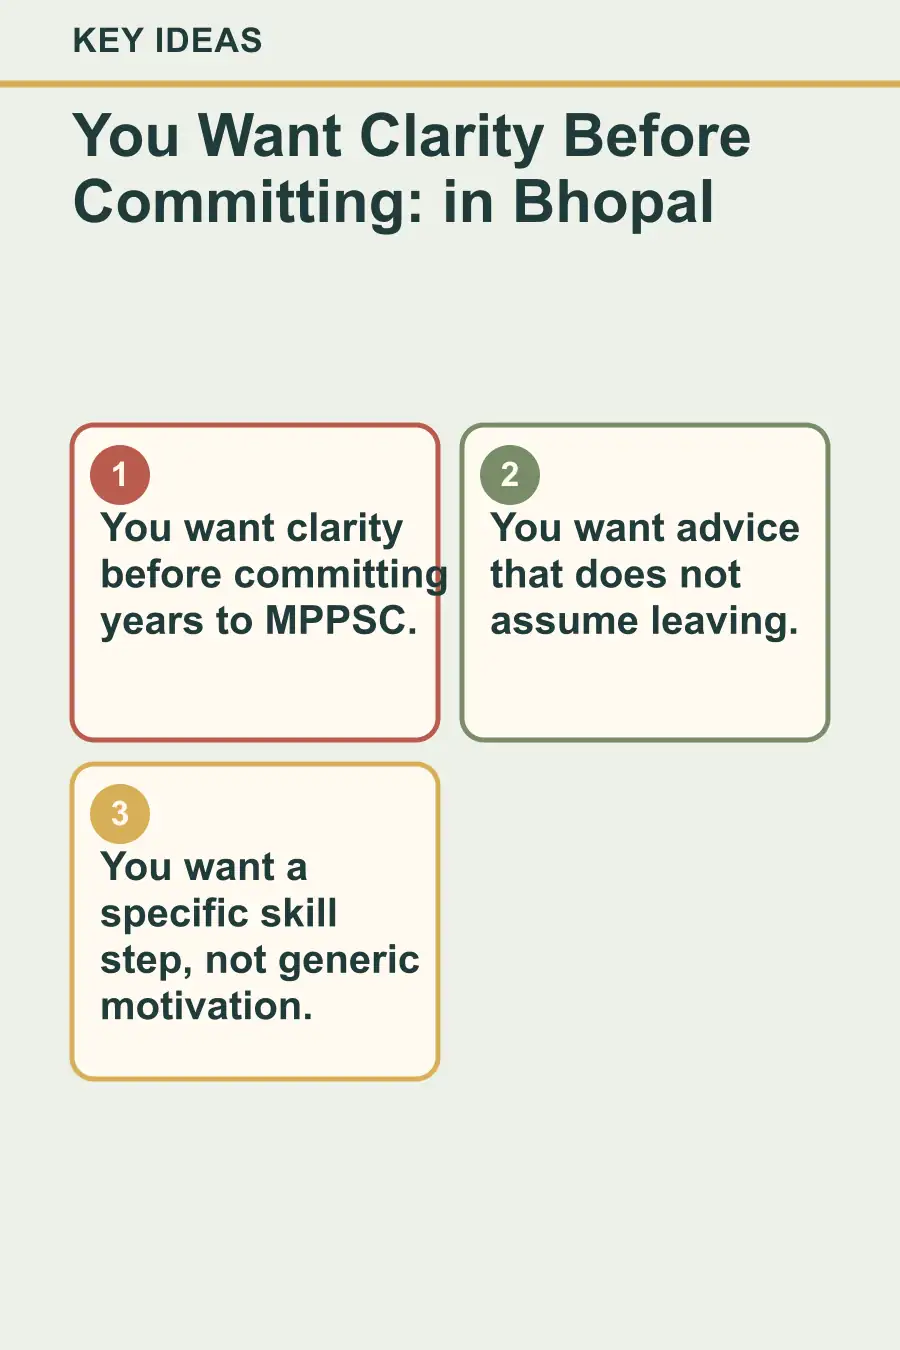 KEY IDEAS
You Want Clarity Before
Committing: in Bhopal
1
You want clarity
before committing
years to MPPSC.
2
You want advice
that does not
assume leaving.
3
You want a
specific skill
step, not generic
motivation.